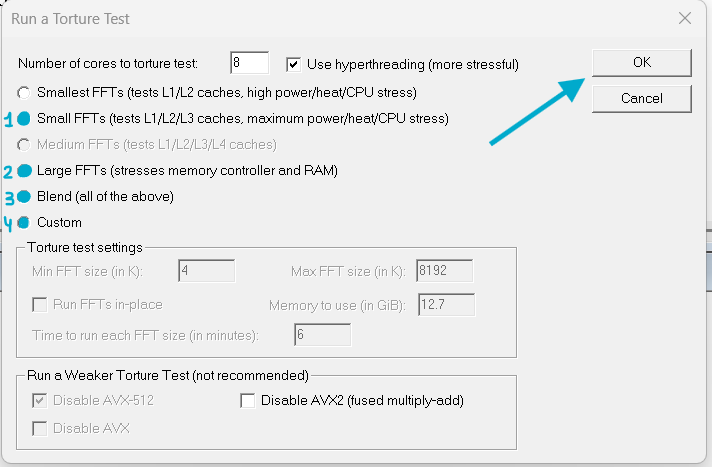 Run a Torture Test
Number of cores to torture test: 8 Use hyperthreading (more stressful) OK
Smallest FFTs (tests L1/L2 caches, high power/heat/CPU stress)
Cancel
1 Small FFTs (tests L1/L2/L3 caches, maximum power/heat/CPU stress)
Medium FFTs (tests L1/L2/L3/L4 caches)
2 Large FFTs (stresses memory controller and RAM)
3 Blend (all of the above)
4 Custom
Torture test settings
Min FFT size (in K): 4 Max FFT size (in K): 8192
Run FFTs in-place Memory to use (in GiB): 12.7
Time to run each FFT size (in minutes): 6
Run a Weaker Torture Test (not recommended)
Disable AVX-512 Disable AVX2 (fused multiply-add)
Disable AVX